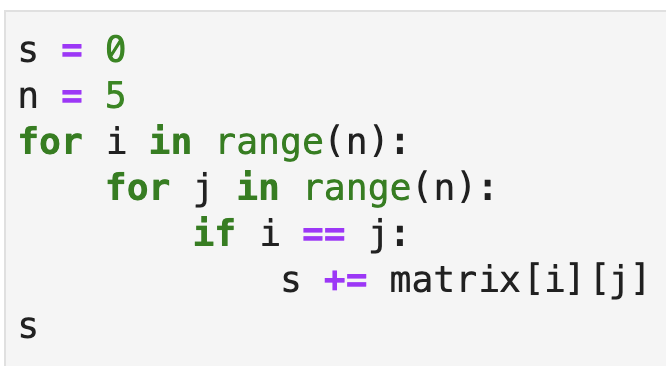 s = 0
n = 5
for i in range(n):
    for j in range(n):
        if i == j:
            s += matrix[i][j]
s